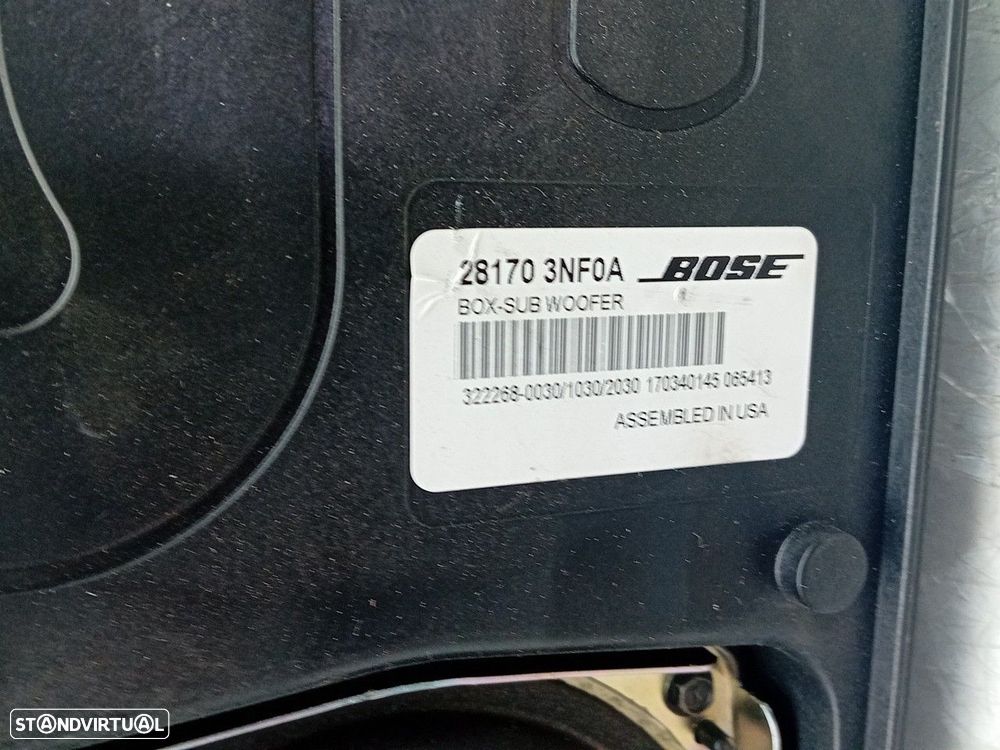 28170 3NF0A BOSE
BOX-SUB WOOFER
322268-0030/1030/2030 170340145 065413
ASSEMBLED IN USA
STANDVIRTUAL